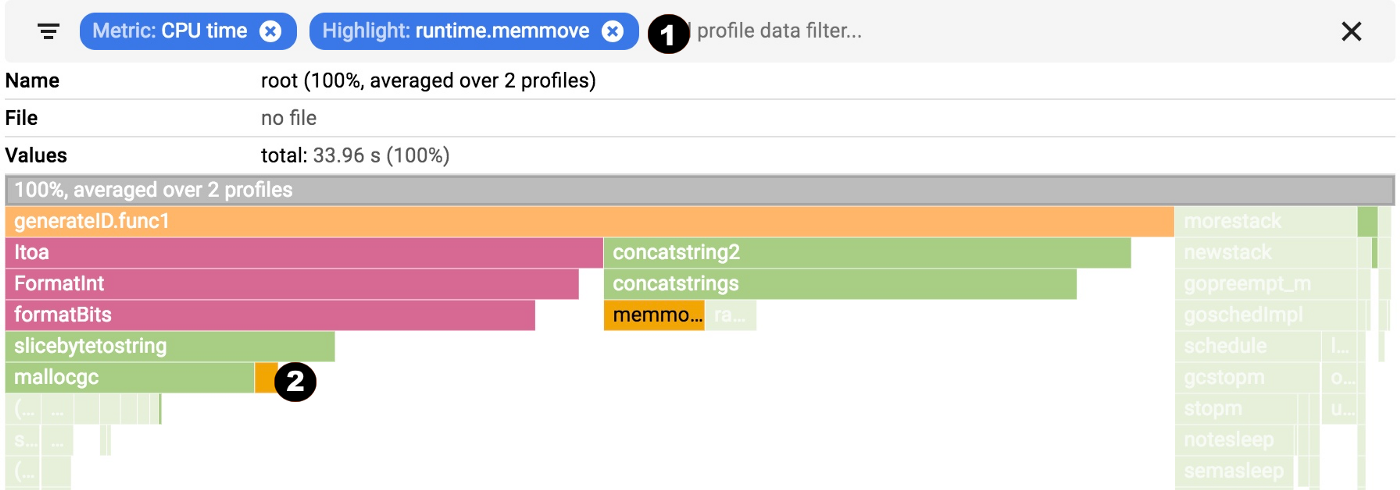 Metric: CPU time Highlight: runtime.memmove 1 profile data filter...
Name root (100%, averaged over 2 profiles)
File no file
Values total: 33.96 s (100%)
100%, averaged over 2 profiles
generateID.func1 morestack
Itoa concatstring2 newstack
FormatInt concatstrings gopreempt_m
formatBits memmo... ra... goschedImpl
slicebytetostring schedule l...
mallocgc 2 gcstopm o...
(... ... stopm u...
s... ... notesleep
(... semasleep